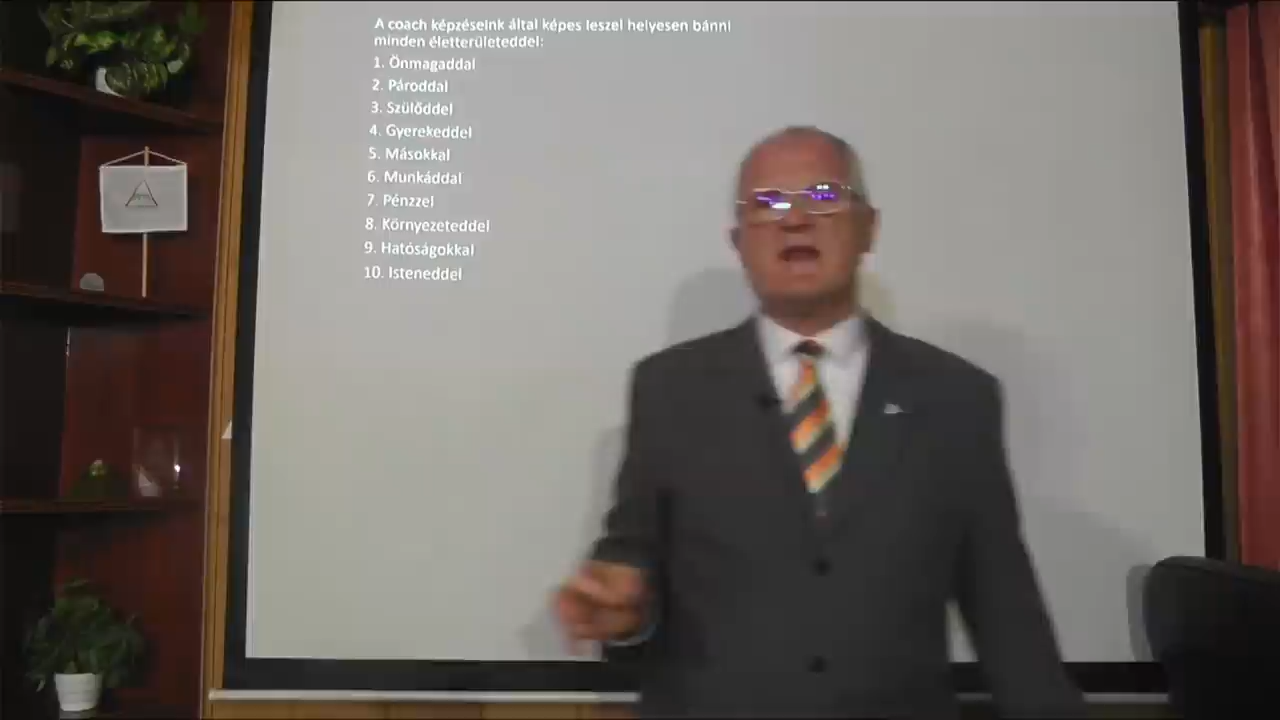 A coach képzéseink által képes leszel helyesen bánni
minden életterületeddel:
1. Önmagaddal
2. Pároddal
3. Szülőddel
4. Gyerekeddel
5. Másokkal
6. Munkáddal
7. Pénzzel
8. Környezeteddel
9. Hatóságokkal
10. Isteneddel